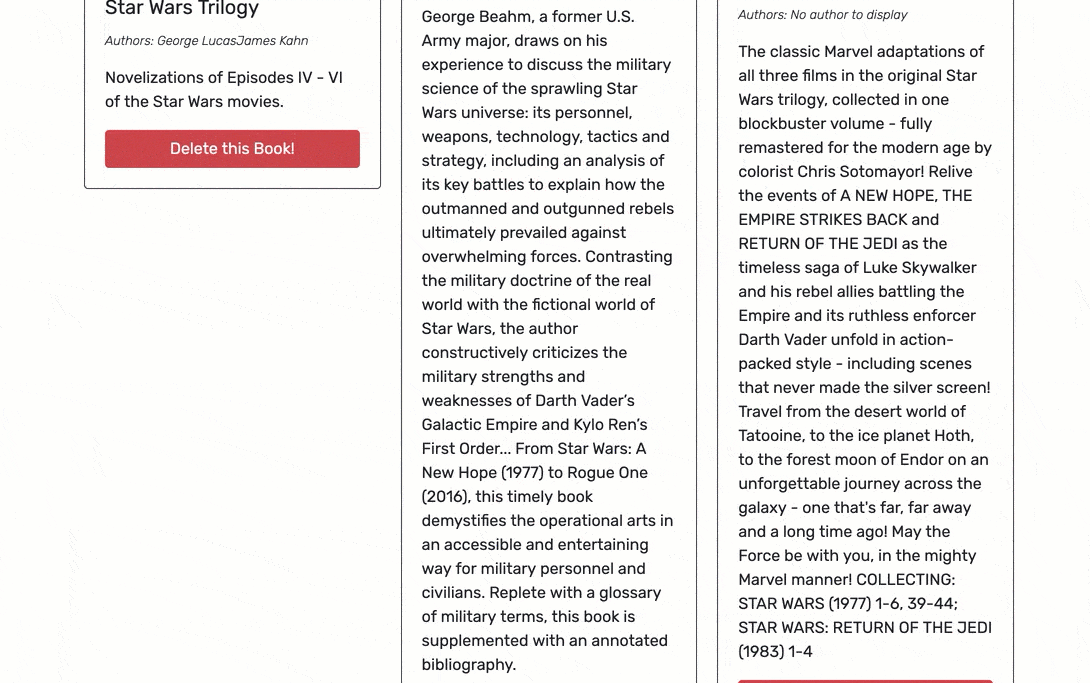 Star Wars Trilogy
Authors: George LucasJames Kahn
Novelizations of Episodes IV - VI
of the Star Wars movies.
Delete this Book!
George Beahm, a former U.S.
Army major, draws on his
experience to discuss the military
science of the sprawling Star
Wars universe: its personnel,
weapons, technology, tactics and
strategy, including an analysis of
its key battles to explain how the
outmanned and outgunned rebels
ultimately prevailed against
overwhelming forces. Contrasting
the military doctrine of the real
world with the fictional world of
Star Wars, the author
constructively criticizes the
military strengths and
weaknesses of Darth Vader’s
Galactic Empire and Kylo Ren’s
First Order... From Star Wars: A
New Hope (1977) to Rogue One
(2016), this timely book
demystifies the operational arts in
an accessible and entertaining
way for military personnel and
civilians. Replete with a glossary
of military terms, this book is
supplemented with an annotated
bibliography.
Authors: No author to display
The classic Marvel adaptations of
all three films in the original Star
Wars trilogy, collected in one
blockbuster volume - fully
remastered for the modern age by
colorist Chris Sotomayor! Relive
the events of A NEW HOPE, THE
EMPIRE STRIKES BACK and
RETURN OF THE JEDI as the
timeless saga of Luke Skywalker
and his rebel allies battling the
Empire and its ruthless enforcer
Darth Vader unfold in action-
packed style - including scenes
that never made the silver screen!
Travel from the desert world of
Tatooine, to the ice planet Hoth,
to the forest moon of Endor on an
unforgettable journey across the
galaxy - one that's far, far away
and a long time ago! May the
Force be with you, in the mighty
Marvel manner! COLLECTING:
STAR WARS (1977) 1-6, 39-44;
STAR WARS: RETURN OF THE JEDI
(1983) 1-4